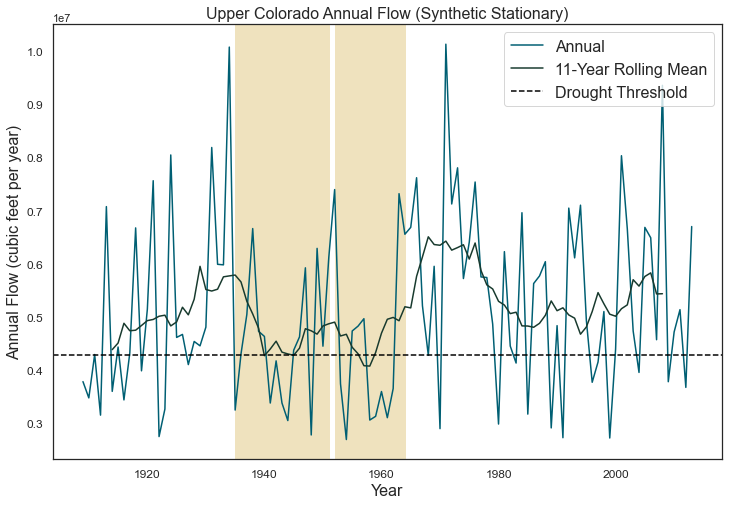 Upper Colorado Annual Flow (Synthetic Stationary)
1e7
Annual
11-Year Rolling Mean
Drought Threshold
1.0
0.9
0.8
0.7
0.6
0.5
0.4
0.3
Annual Flow (cubic feet per year)
1920 1940 1960 1980 2000
Year